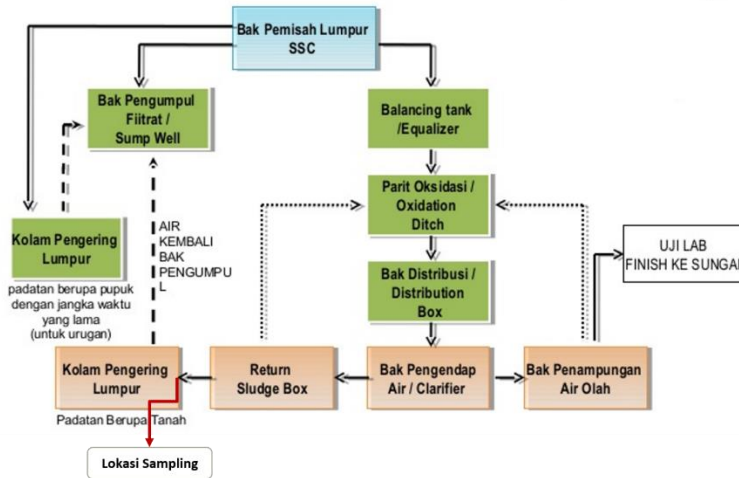 Bak Pemisah Lumpur
SSC
Bak Pengumpul
Fiitrat /
Sump Well
Balancing tank
/Equalizer
Parit Oksidasi /
Oxidation
Ditch
AIR
KEMBALI
BAK
PENGUMPU
L
UJI LAB
FINISH KE SUNGAI
Kolam Pengering
Lumpur
padatan berupa pupuk
dengan jangka waktu
yang lama
(untuk urugan)
Bak Distribusi /
Distribution
Box
Kolam Pengering
Lumpur
Return
Sludge Box
Bak Pengendap
Air / Clarifier
Bak Penampungan
Air Olah
Padatan Berupa Tanah
Lokasi Sampling